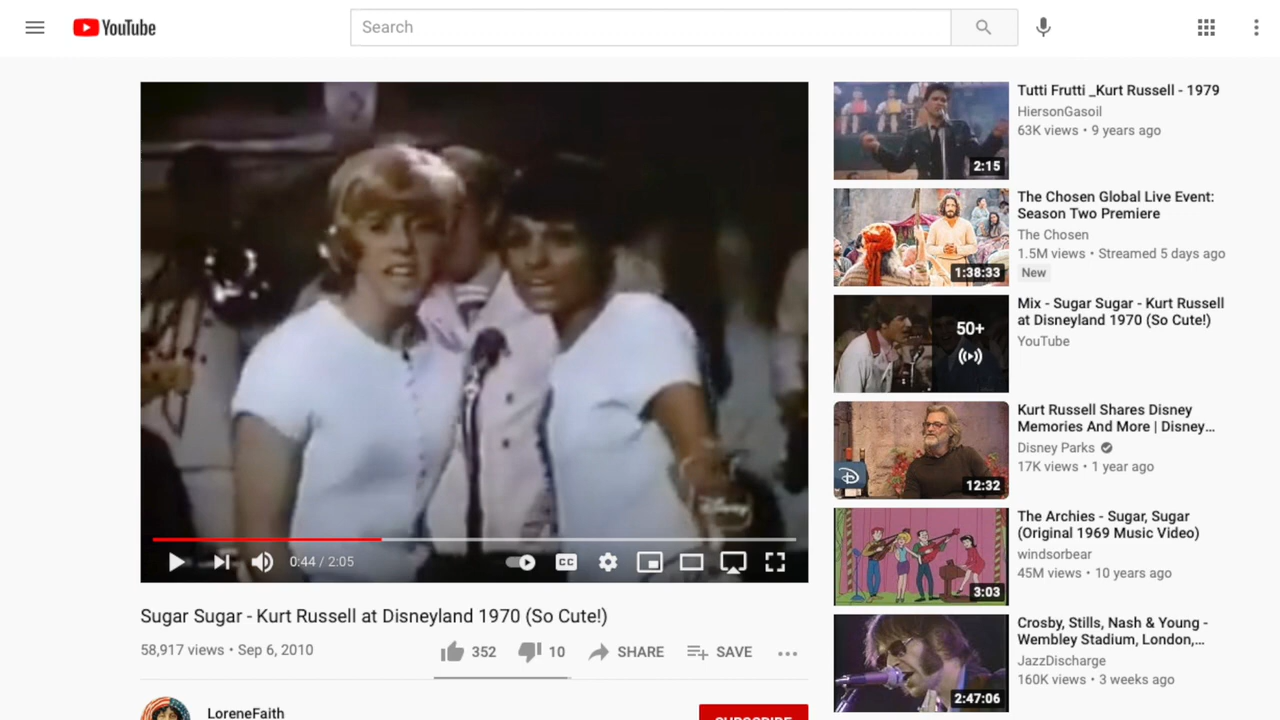 YouTube
Search
Disney
CC
0:44 / 2:05
Sugar Sugar - Kurt Russell at Disneyland 1970 (So Cute!)
58,917 views • Sep 6, 2010
352
10
SHARE
SAVE
LoreneFaith
SUBSCRIBE
2:15
Tutti Frutti _Kurt Russell - 1979
HiersonGasoil
63K views • 9 years ago
1:38:33
The Chosen Global Live Event:
Season Two Premiere
The Chosen
1.5M views • Streamed 5 days ago
New
50+
Mix - Sugar Sugar - Kurt Russell
at Disneyland 1970 (So Cute!)
YouTube
12:32
Kurt Russell Shares Disney
Memories And More | Disney...
Disney Parks
17K views • 1 year ago
3:03
The Archies - Sugar, Sugar
(Original 1969 Music Video)
windsorbear
45M views • 10 years ago
2:47:06
Crosby, Stills, Nash & Young -
Wembley Stadium, London,...
JazzDischarge
160K views • 3 weeks ago